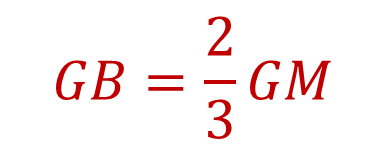 GB = 2/3 GM